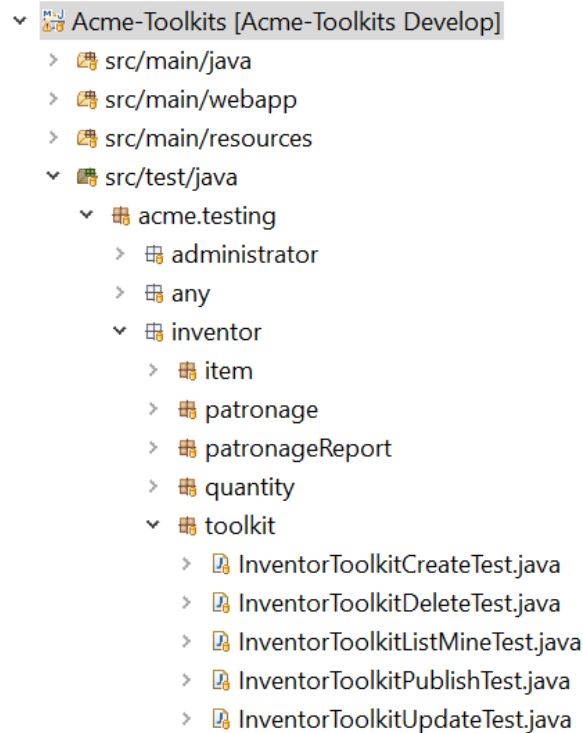 Acme-Toolkits [Acme-Toolkits Develop]
src/main/java
src/main/webapp
src/main/resources
src/test/java
acme.testing
administrator
any
inventor
item
patronage
patronageReport
quantity
toolkit
InventorToolkitCreateTest.java
InventorToolkitDeleteTest.java
InventorToolkitListMineTest.java
InventorToolkitPublishTest.java
InventorToolkitUpdateTest.java